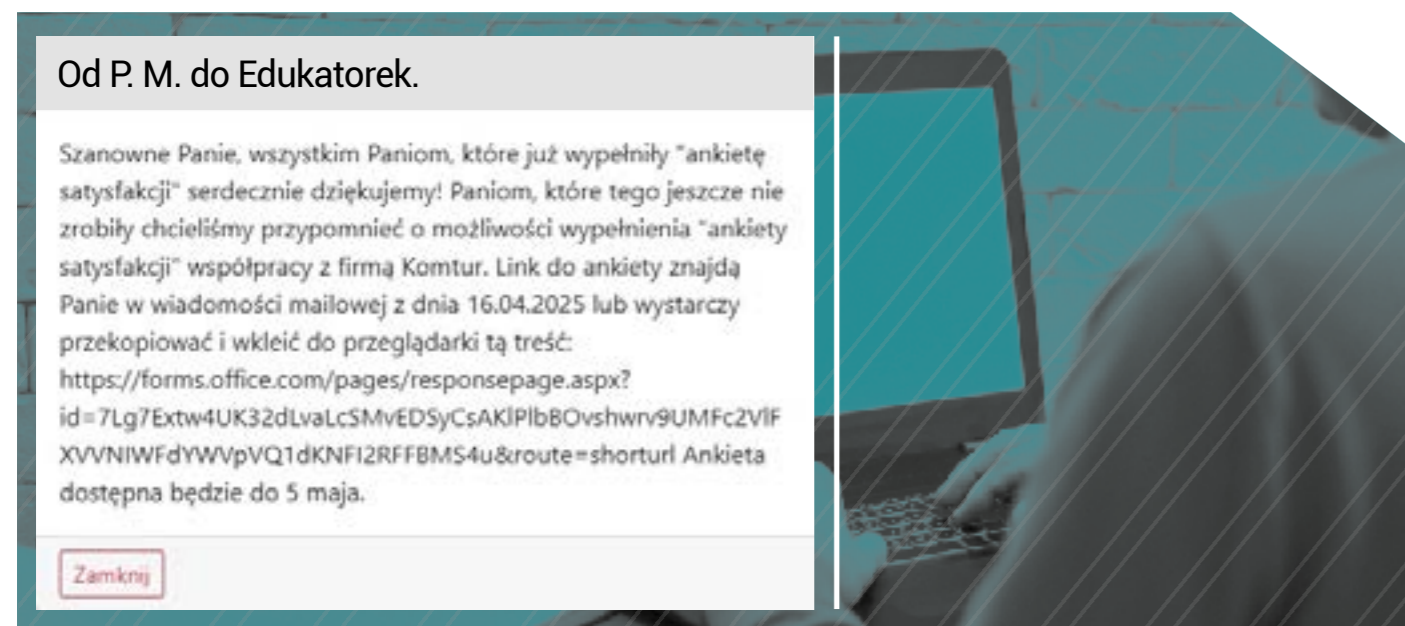 Od P. M. do Edukatorek.
Szanowne Panie, wszystkim Paniom, które już wypełniły "ankietę
satysfakcji" serdecznie dziękujemy! Paniom, które tego jeszcze nie
zrobiły chcieliśmy przypomnieć o możliwości wypełnienia "ankiety
satysfakcji" współpracy z firmą Komtur. Link do ankiety znajdą
Panie w wiadomości mailowej z dnia 16.04.2025 lub wystarczy
przekopiować i wkleić do przeglądarki tą treść:
https://forms.office.com/pages/responsepage.aspx?
id=7Lg7Extw4UK32dLvaLcSMvEDSyCsAKlPlbBOvshwrv9UMFc2VlF
XVVNIWFdYWVpVQ1dKNFI2RFFBMS4u&route=shorturl Ankieta
dostępna będzie do 5 maja.
Zamknij